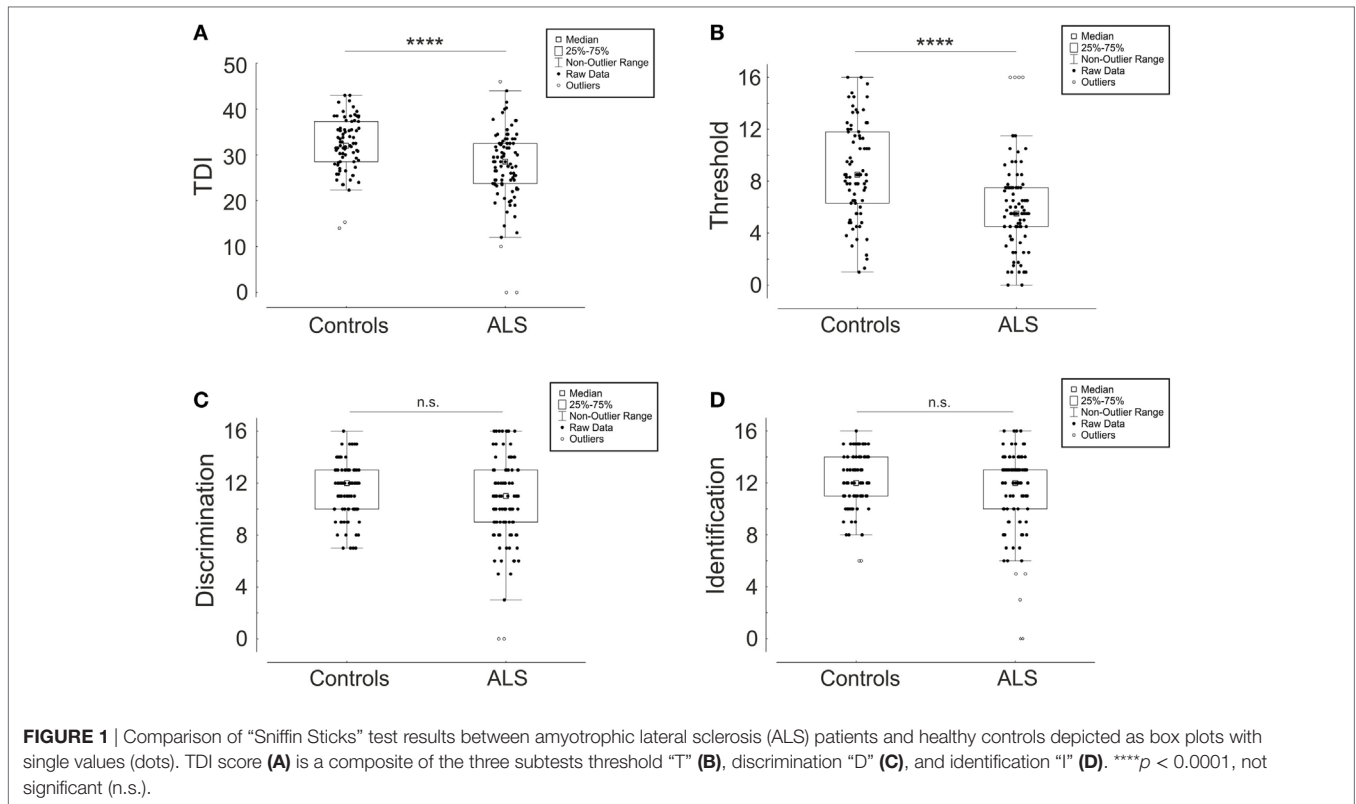 A
****
Median
25%-75%
Non-Outlier Range
Raw Data
Outliers
50
40
30
20
10
0
TDI
Controls ALS
B
****
Median
25%-75%
Non-Outlier Range
Raw Data
Outliers
16
12
8
4
0
Threshold
Controls ALS
C
n.s.
Median
25%-75%
Non-Outlier Range
Raw Data
Outliers
16
12
8
4
0
Discrimination
Controls ALS
D
n.s.
Median
25%-75%
Non-Outlier Range
Raw Data
Outliers
16
12
8
4
0
Identification
Controls ALS
FIGURE 1 | Comparison of “Sniffin Sticks” test results between amyotrophic lateral sclerosis (ALS) patients and healthy controls depicted as box plots with
single values (dots). TDI score (A) is a composite of the three subtests threshold “T” (B), discrimination “D” (C), and identification “I” (D). ****p < 0.0001, not
significant (n.s.).